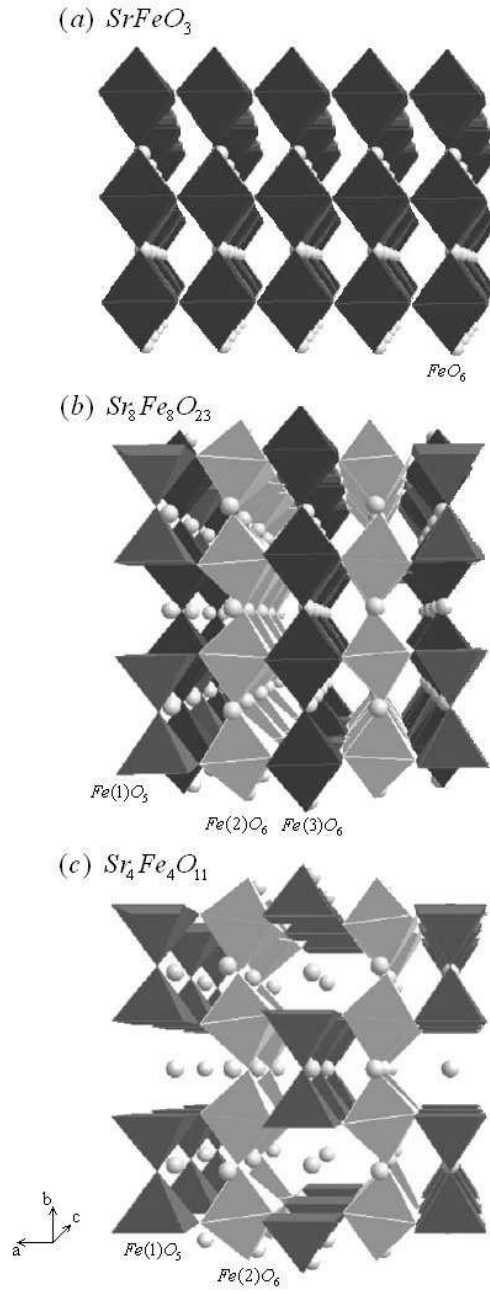 (a) SrFeO₃
FeO₆
(b) Sr₈Fe₈O₂₃
Fe(1)O₅
Fe(2)O₆ Fe(3)O₆
(c) Sr₄Fe₄O₁₁
b
c
a
Fe(1)O₅
Fe(2)O₆